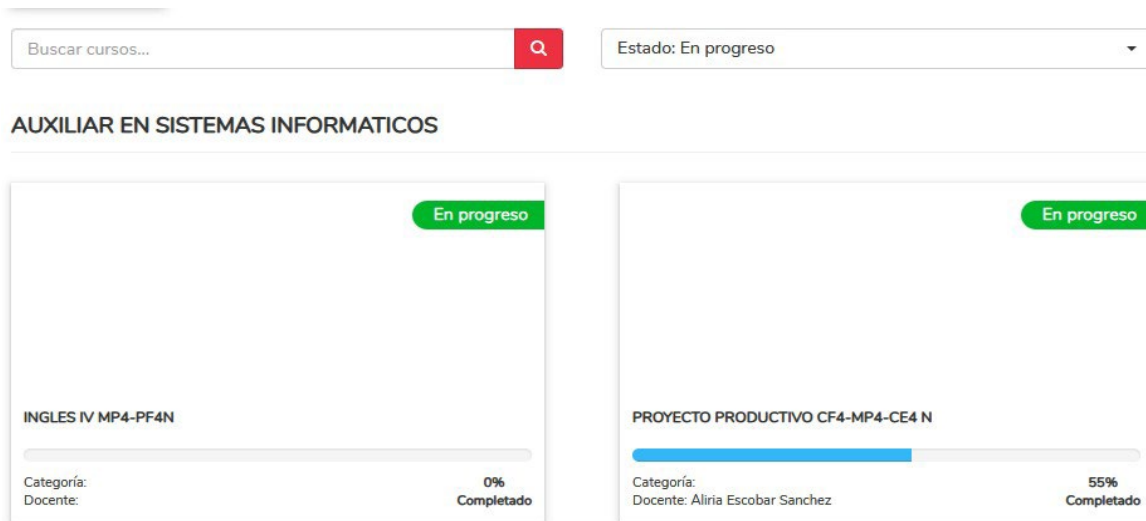 Buscar cursos...
Estado: En progreso
AUXILIAR EN SISTEMAS INFORMATICOS
En progreso
INGLES IV MP4-PF4N
Categoría:
0%
Docente:
Completado
En progreso
PROYECTO PRODUCTIVO CF4-MP4-CE4 N
Categoría:
55%
Docente: Aliria Escobar Sanchez
Completado